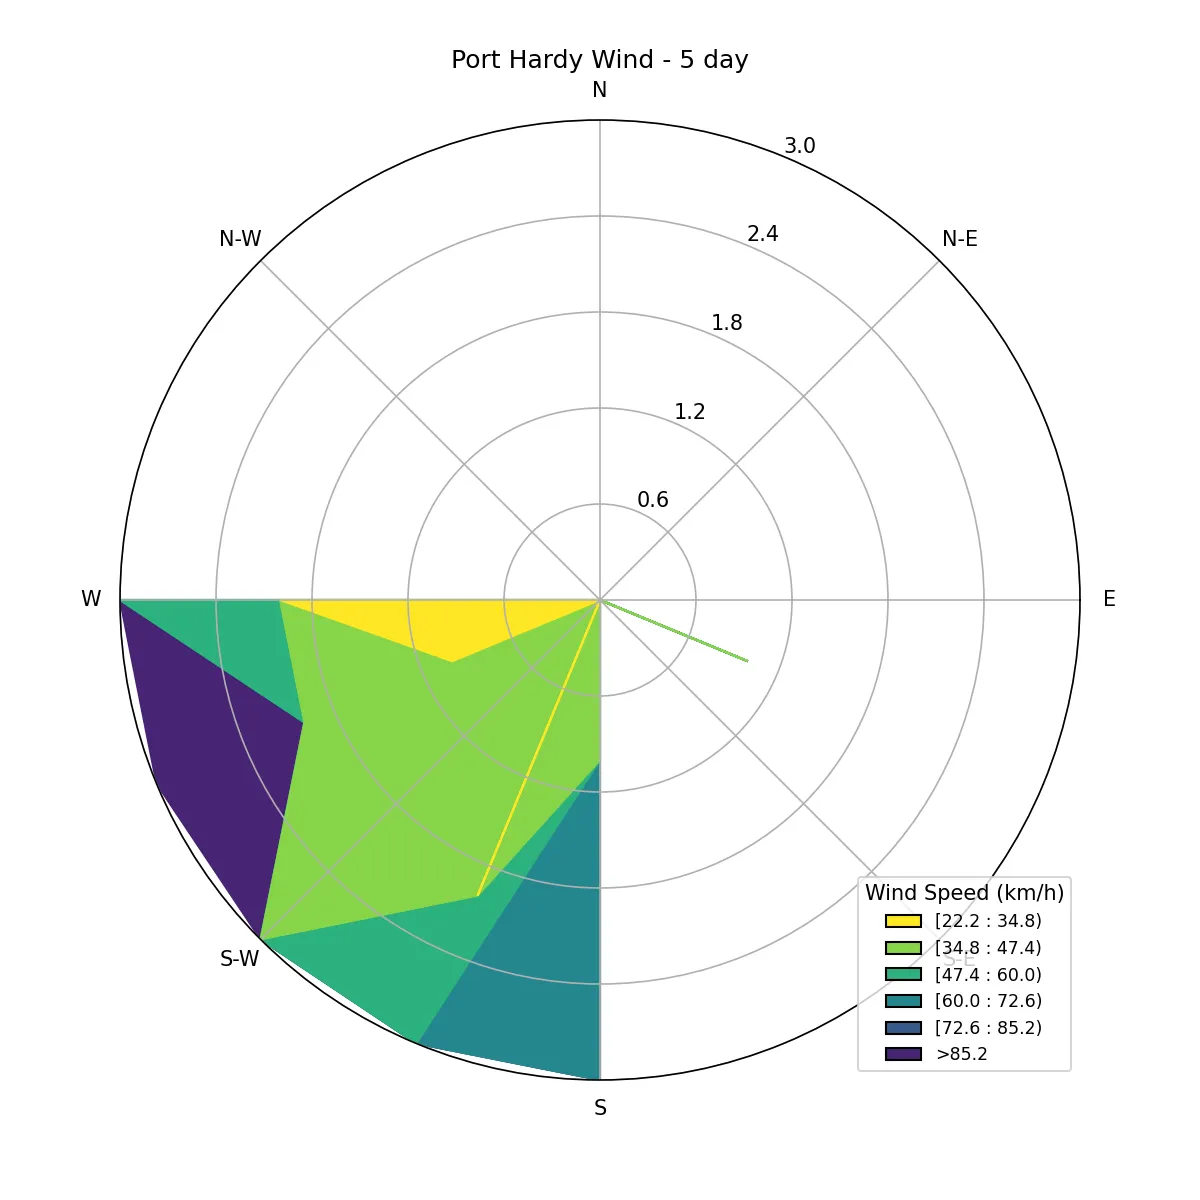 Port Hardy Wind - 5 day
N
3.0
N-W
N-E
2.4
1.8
1.2
0.6
W
E
S-W
S-E
S
Wind Speed (km/h)
[22.2 : 34.8)
[34.8 : 47.4)
[47.4 : 60.0)
[60.0 : 72.6)
[72.6 : 85.2)
>85.2